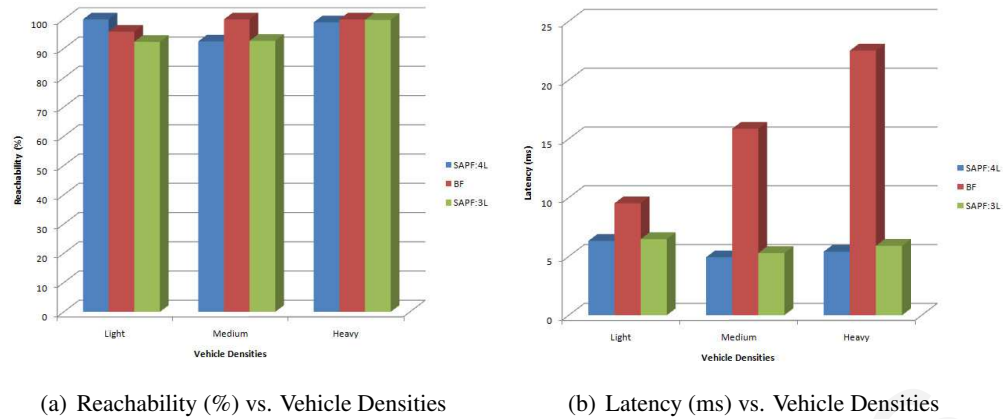 100
90
80
70
60
50
40
30
20
10
0
Reachability (%)
Light
Medium
Heavy
Vehicle Densities
SAPF:4L
BF
SAPF:3L
25
20
15
10
5
0
Latency (ms)
Light
Medium
Heavy
Vehicle Densities
SAPF:4L
BF
SAPF:3L
(a) Reachability (%) vs. Vehicle Densities
(b) Latency (ms) vs. Vehicle Densities